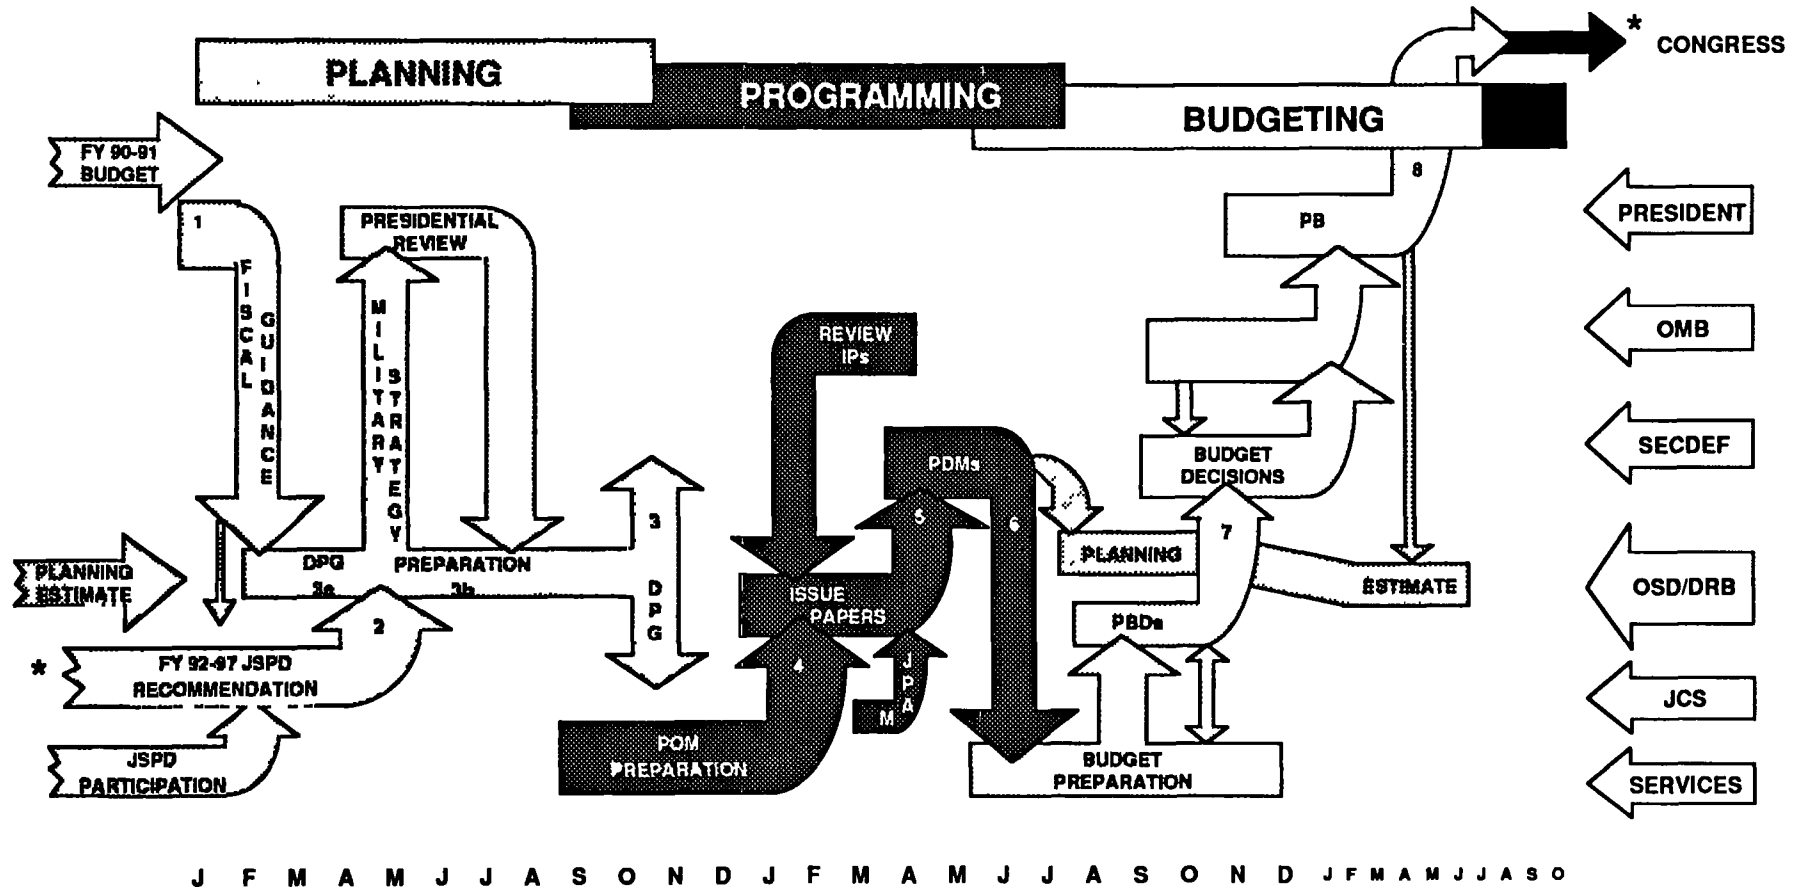 * CONGRESS
PLANNING
PROGRAMMING
BUDGETING
FY 90-91
BUDGET
1
FISCAL
GUIDANCE
PRESIDENTIAL
REVIEW
MILITARY
STRATEGY
8
PB
PRESIDENT
OMB
REVIEW
IPs
SECDEF
BUDGET
DECISIONS
PDMs
3
DPG
5
6
7
PLANNING
ESTIMATE
OSD/DRB
PLANNING
ESTIMATE
DPG PREPARATION
3b
ISSUE
PAPERS
PBDs
2
* FY 92-97 JSPD
RECOMMENDATION
4
JPA
M
JCS
JSPD
PARTICIPATION
POM
PREPARATION
BUDGET
PREPARATION
SERVICES
J F M A M J J A S O N D J F M A M J J A S O N D J F M A M J J A S O